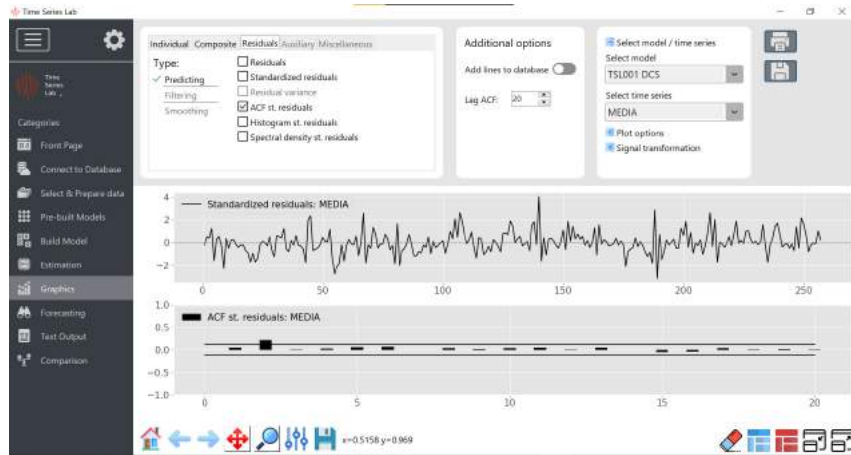 Time Series Lab
Time
Series
Lab
Categories
Front Page
Connect to Database
Select & Prepare data
Pre-built Models
Build Model
Estimation
Graphics
Forecasting
Text Output
Comparison
Individual Composite Residuals Auxiliary Miscellaneous
Type:
Predicting
Filtering
Smoothing
Residuals
Standardized residuals
Residual variance
ACF st. residuals
Histogram st. residuals
Spectral density st. residuals
Additional options
Add lines to database
Lag ACF: 20
Select model / time series
Select model
TSL001 DCS
Select time series
MEDIA
Plot options
Signal transformation
Standardized residuals: MEDIA
4
2
0
−2
0 50 100 150 200 250
ACF st. residuals: MEDIA
1.0
0.5
0.0
−0.5
−1.0
0 5 10 15 20
x=0.5158 y=0.969